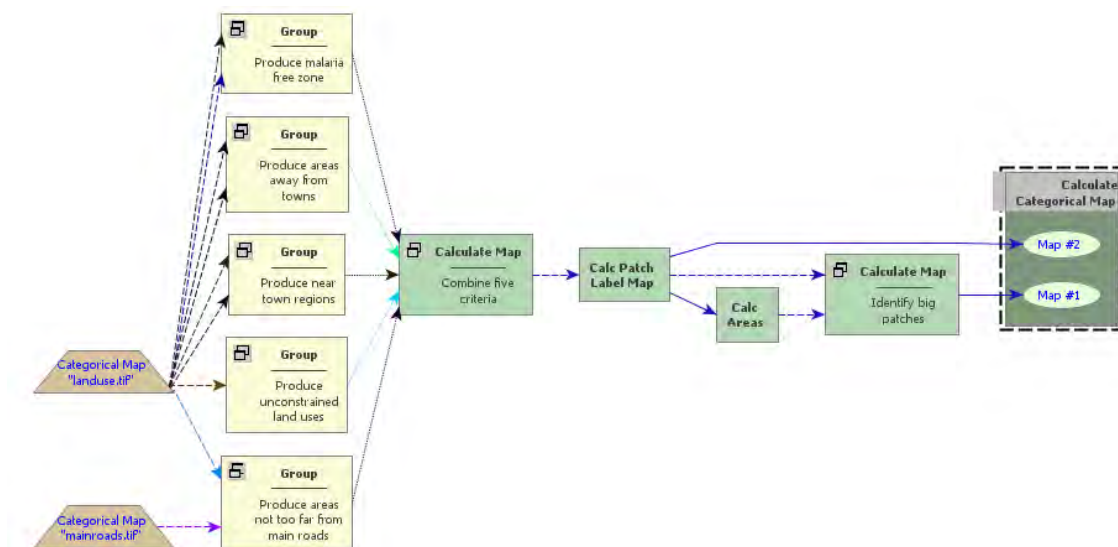 Group
Produce malaria
free zone
Group
Produce areas
away from
towns
Group
Produce near
town regions
Group
Produce
unconstrained
land uses
Group
Produce areas
not too far from
main roads
Categorical Map
"landuse.tif"
Categorical Map
"mainroads.tif"
Calculate Map
Combine five
criteria
Calc Patch
Label Map
Calc
Areas
Calculate Map
Identify big
patches
Calculate
Categorical Map
Map #2
Map #1